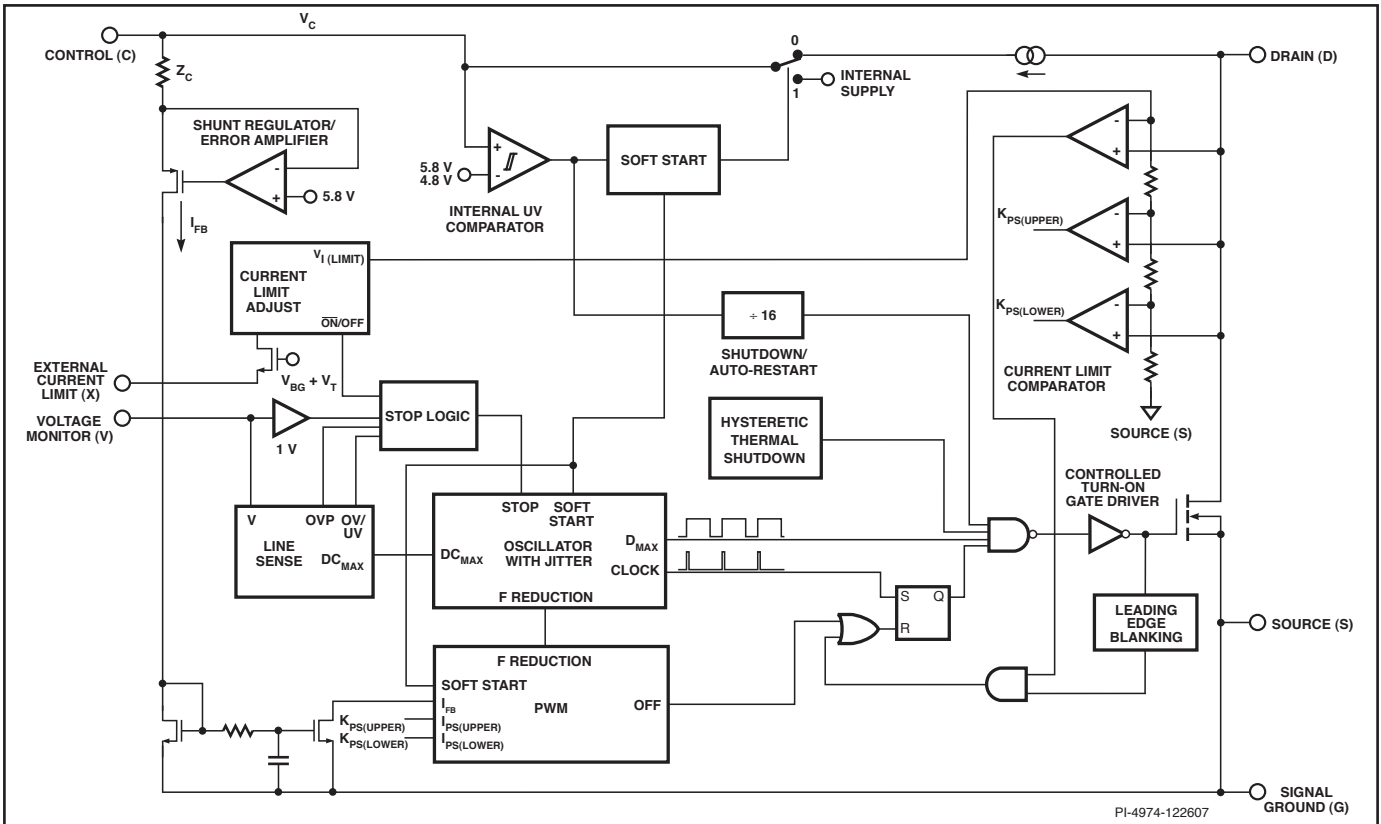 V_C
0
CONTROL (C)
DRAIN (D)
Z_C
INTERNAL
SUPPLY
1
SHUNT REGULATOR/
ERROR AMPLIFIER
-
+
5.8 V
I_FB
+
-
5.8 V
4.8 V
INTERNAL UV
COMPARATOR
SOFT START
-
+
K_PS(UPPER)
-
+
K_PS(LOWER)
-
+
CURRENT LIMIT
COMPARATOR
SOURCE (S)
V_I (LIMIT)
CURRENT
LIMIT
ADJUST
O̅N̅/OFF
÷ 16
SHUTDOWN/
AUTO-RESTART
EXTERNAL
CURRENT
LIMIT (X)
V_BG + V_T
VOLTAGE
MONITOR (V)
1 V
STOP LOGIC
HYSTERETIC
THERMAL
SHUTDOWN
CONTROLLED
TURN-ON
GATE DRIVER
V
OVP
OV/
UV
LINE
SENSE
DC_MAX
STOP
SOFT
START
DC_MAX
OSCILLATOR
WITH JITTER
D_MAX
CLOCK
F REDUCTION
S
Q
R
LEADING
EDGE
BLANKING
SOURCE (S)
F REDUCTION
SOFT START
I_FB
PWM
OFF
K_PS(UPPER)
I_PS(UPPER)
K_PS(LOWER)
I_PS(LOWER)
SIGNAL
GROUND (G)
PI-4974-122607